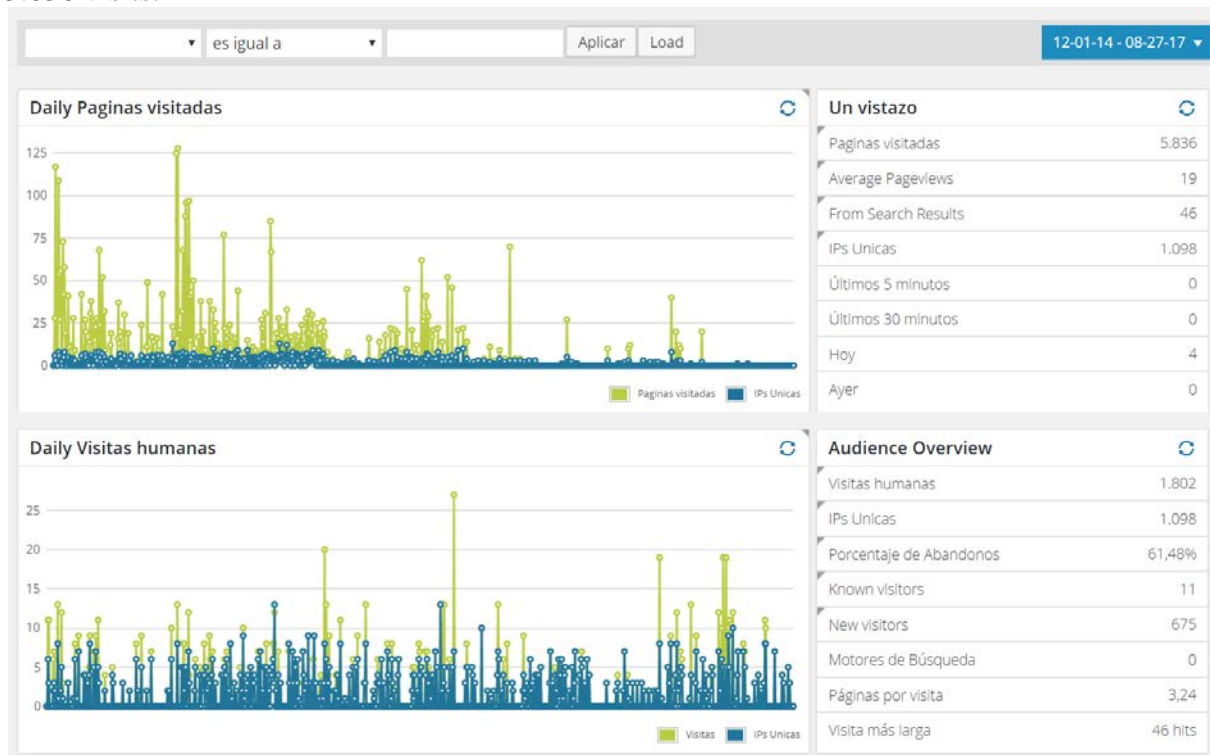 es igual a Aplicar Load 12-01-14 - 08-27-17
Daily Paginas visitadas
125
100
75
50
25
0
Paginas visitadas IPs Unicas
Un vistazo
Paginas visitadas 5.836
Average Pageviews 19
From Search Results 46
IPs Unicas 1.098
Últimos 5 minutos 0
Últimos 30 minutos 0
Hoy 4
Ayer 0
Daily Visitas humanas
25
20
15
10
5
0
Visitas IPs Unicas
Audience Overview
Visitas humanas 1.802
IPs Unicas 1.098
Porcentaje de Abandonos 61,48%
Known visitors 11
New visitors 675
Motores de Búsqueda 0
Páginas por visita 3,24
Visita más larga 46 hits